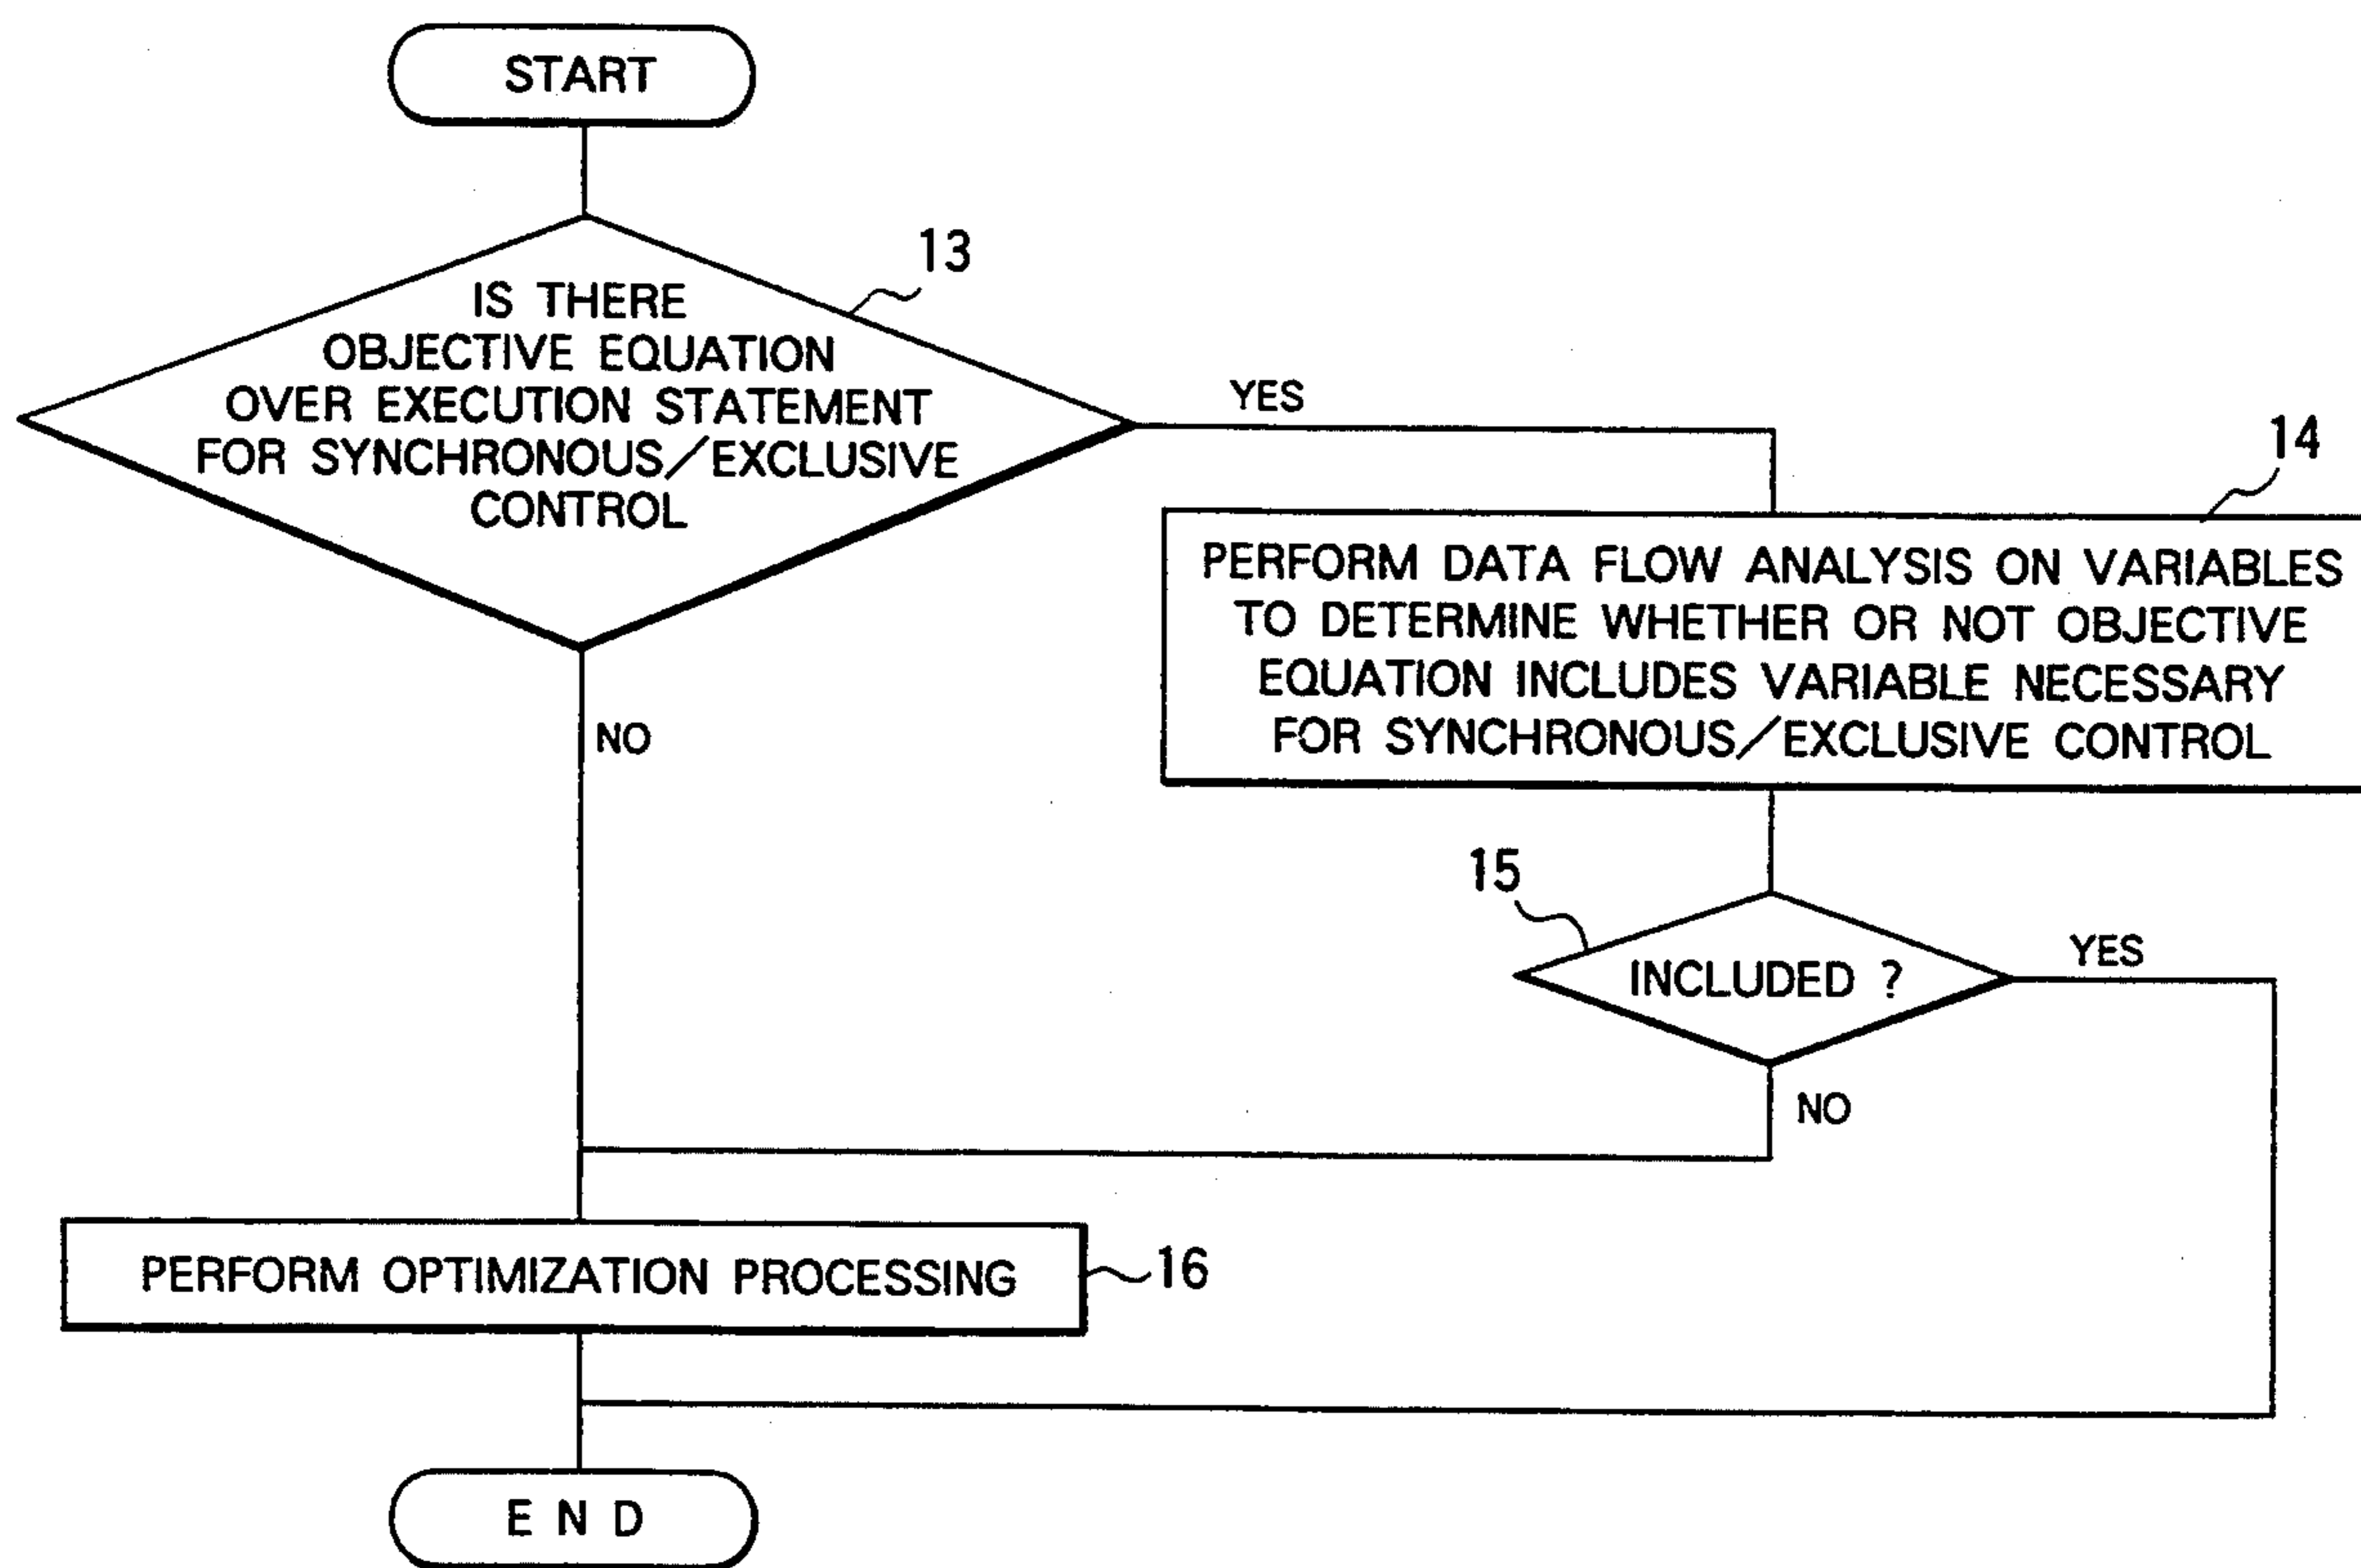 START
13
IS THERE
OBJECTIVE EQUATION
OVER EXECUTION STATEMENT
FOR SYNCHRONOUS/EXCLUSIVE
CONTROL
YES
14
PERFORM DATA FLOW ANALYSIS ON VARIABLES
TO DETERMINE WHETHER OR NOT OBJECTIVE
EQUATION INCLUDES VARIABLE NECESSARY
FOR SYNCHRONOUS/EXCLUSIVE CONTROL
NO
15
INCLUDED ?
YES
NO
PERFORM OPTIMIZATION PROCESSING
16
E N D